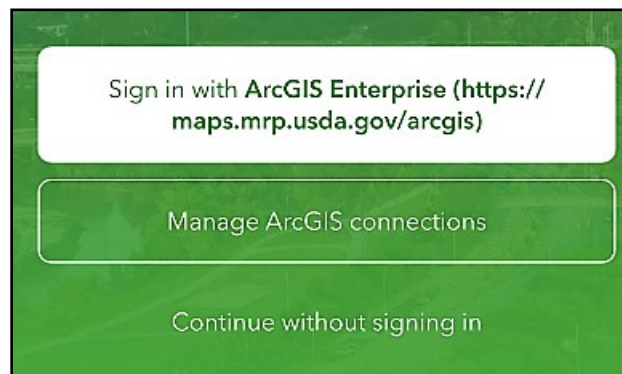 Sign in with ArcGIS Enterprise (https://
maps.mrp.usda.gov/arcgis)
Manage ArcGIS connections
Continue without signing in